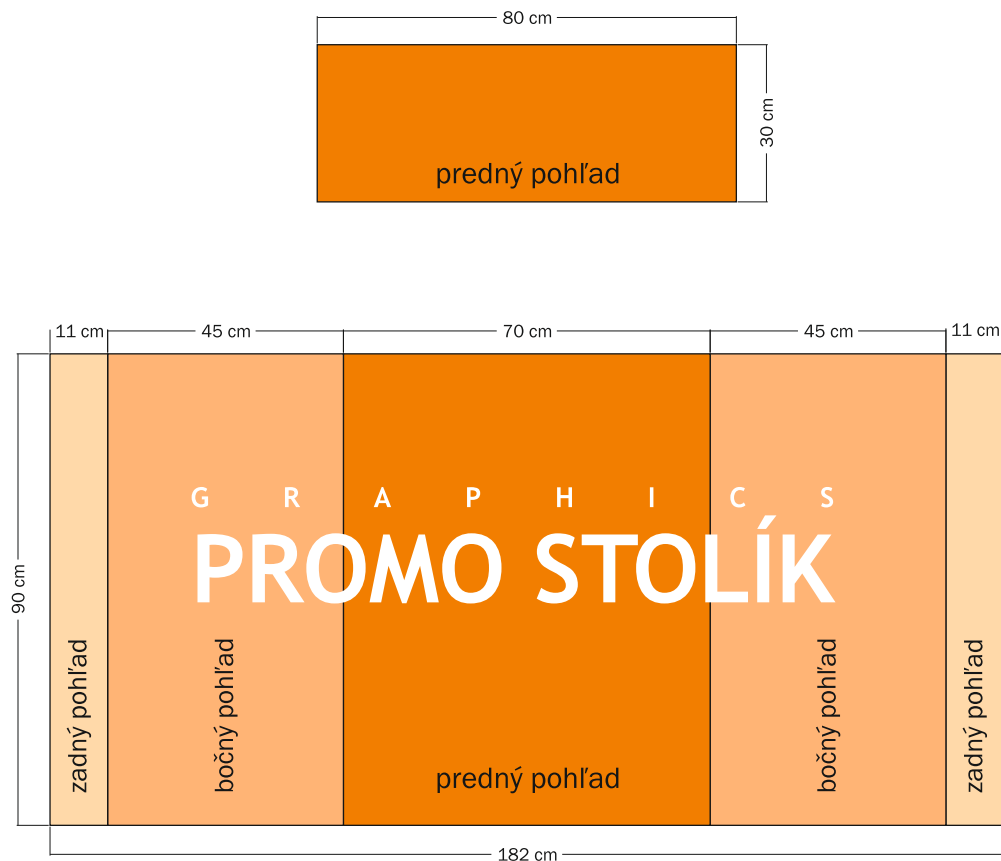 80 cm
30 cm
predný pohľad
11 cm
45 cm
70 cm
45 cm
11 cm
90 cm
G R A P H I C S
PROMO STOLÍK
zadný pohľad
bočný pohľad
predný pohľad
bočný pohľad
zadný pohľad
182 cm